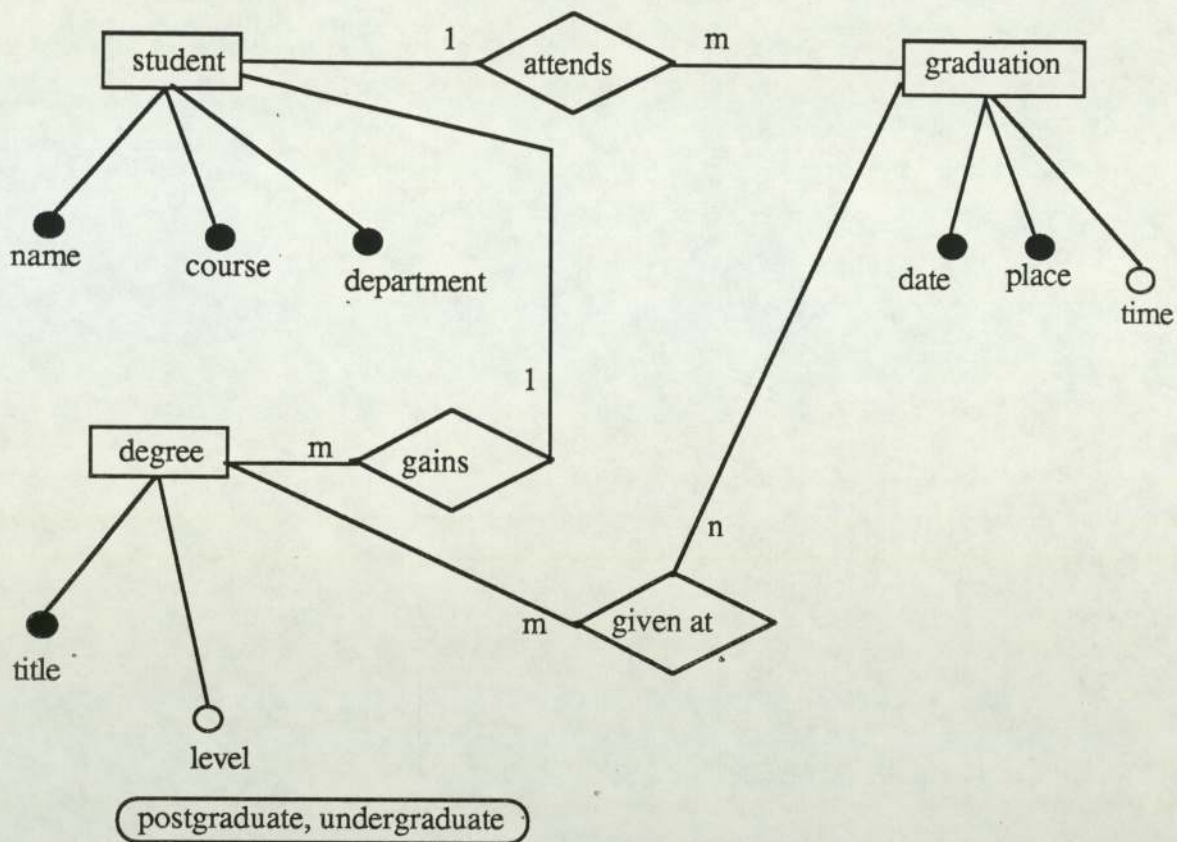 student
1
attends
m
graduation
name
course
department
date
place
time
1
degree
m
gains
n
m
given at
title
level
postgraduate, undergraduate